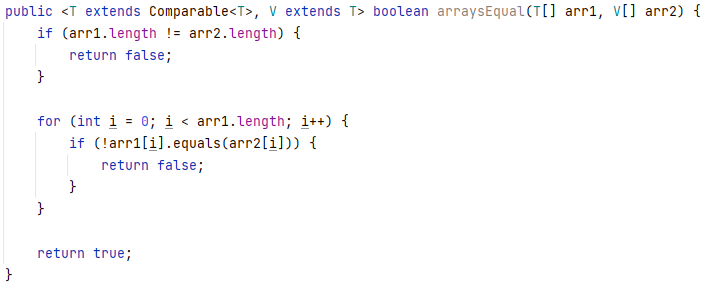 public <T extends Comparable<T>, V extends T> boolean arraysEqual(T[] arr1, V[] arr2) {
    if (arr1.length != arr2.length) {
        return false;
    }

    for (int i = 0; i < arr1.length; i++) {
        if (!arr1[i].equals(arr2[i])) {
            return false;
        }
    }

    return true;
}